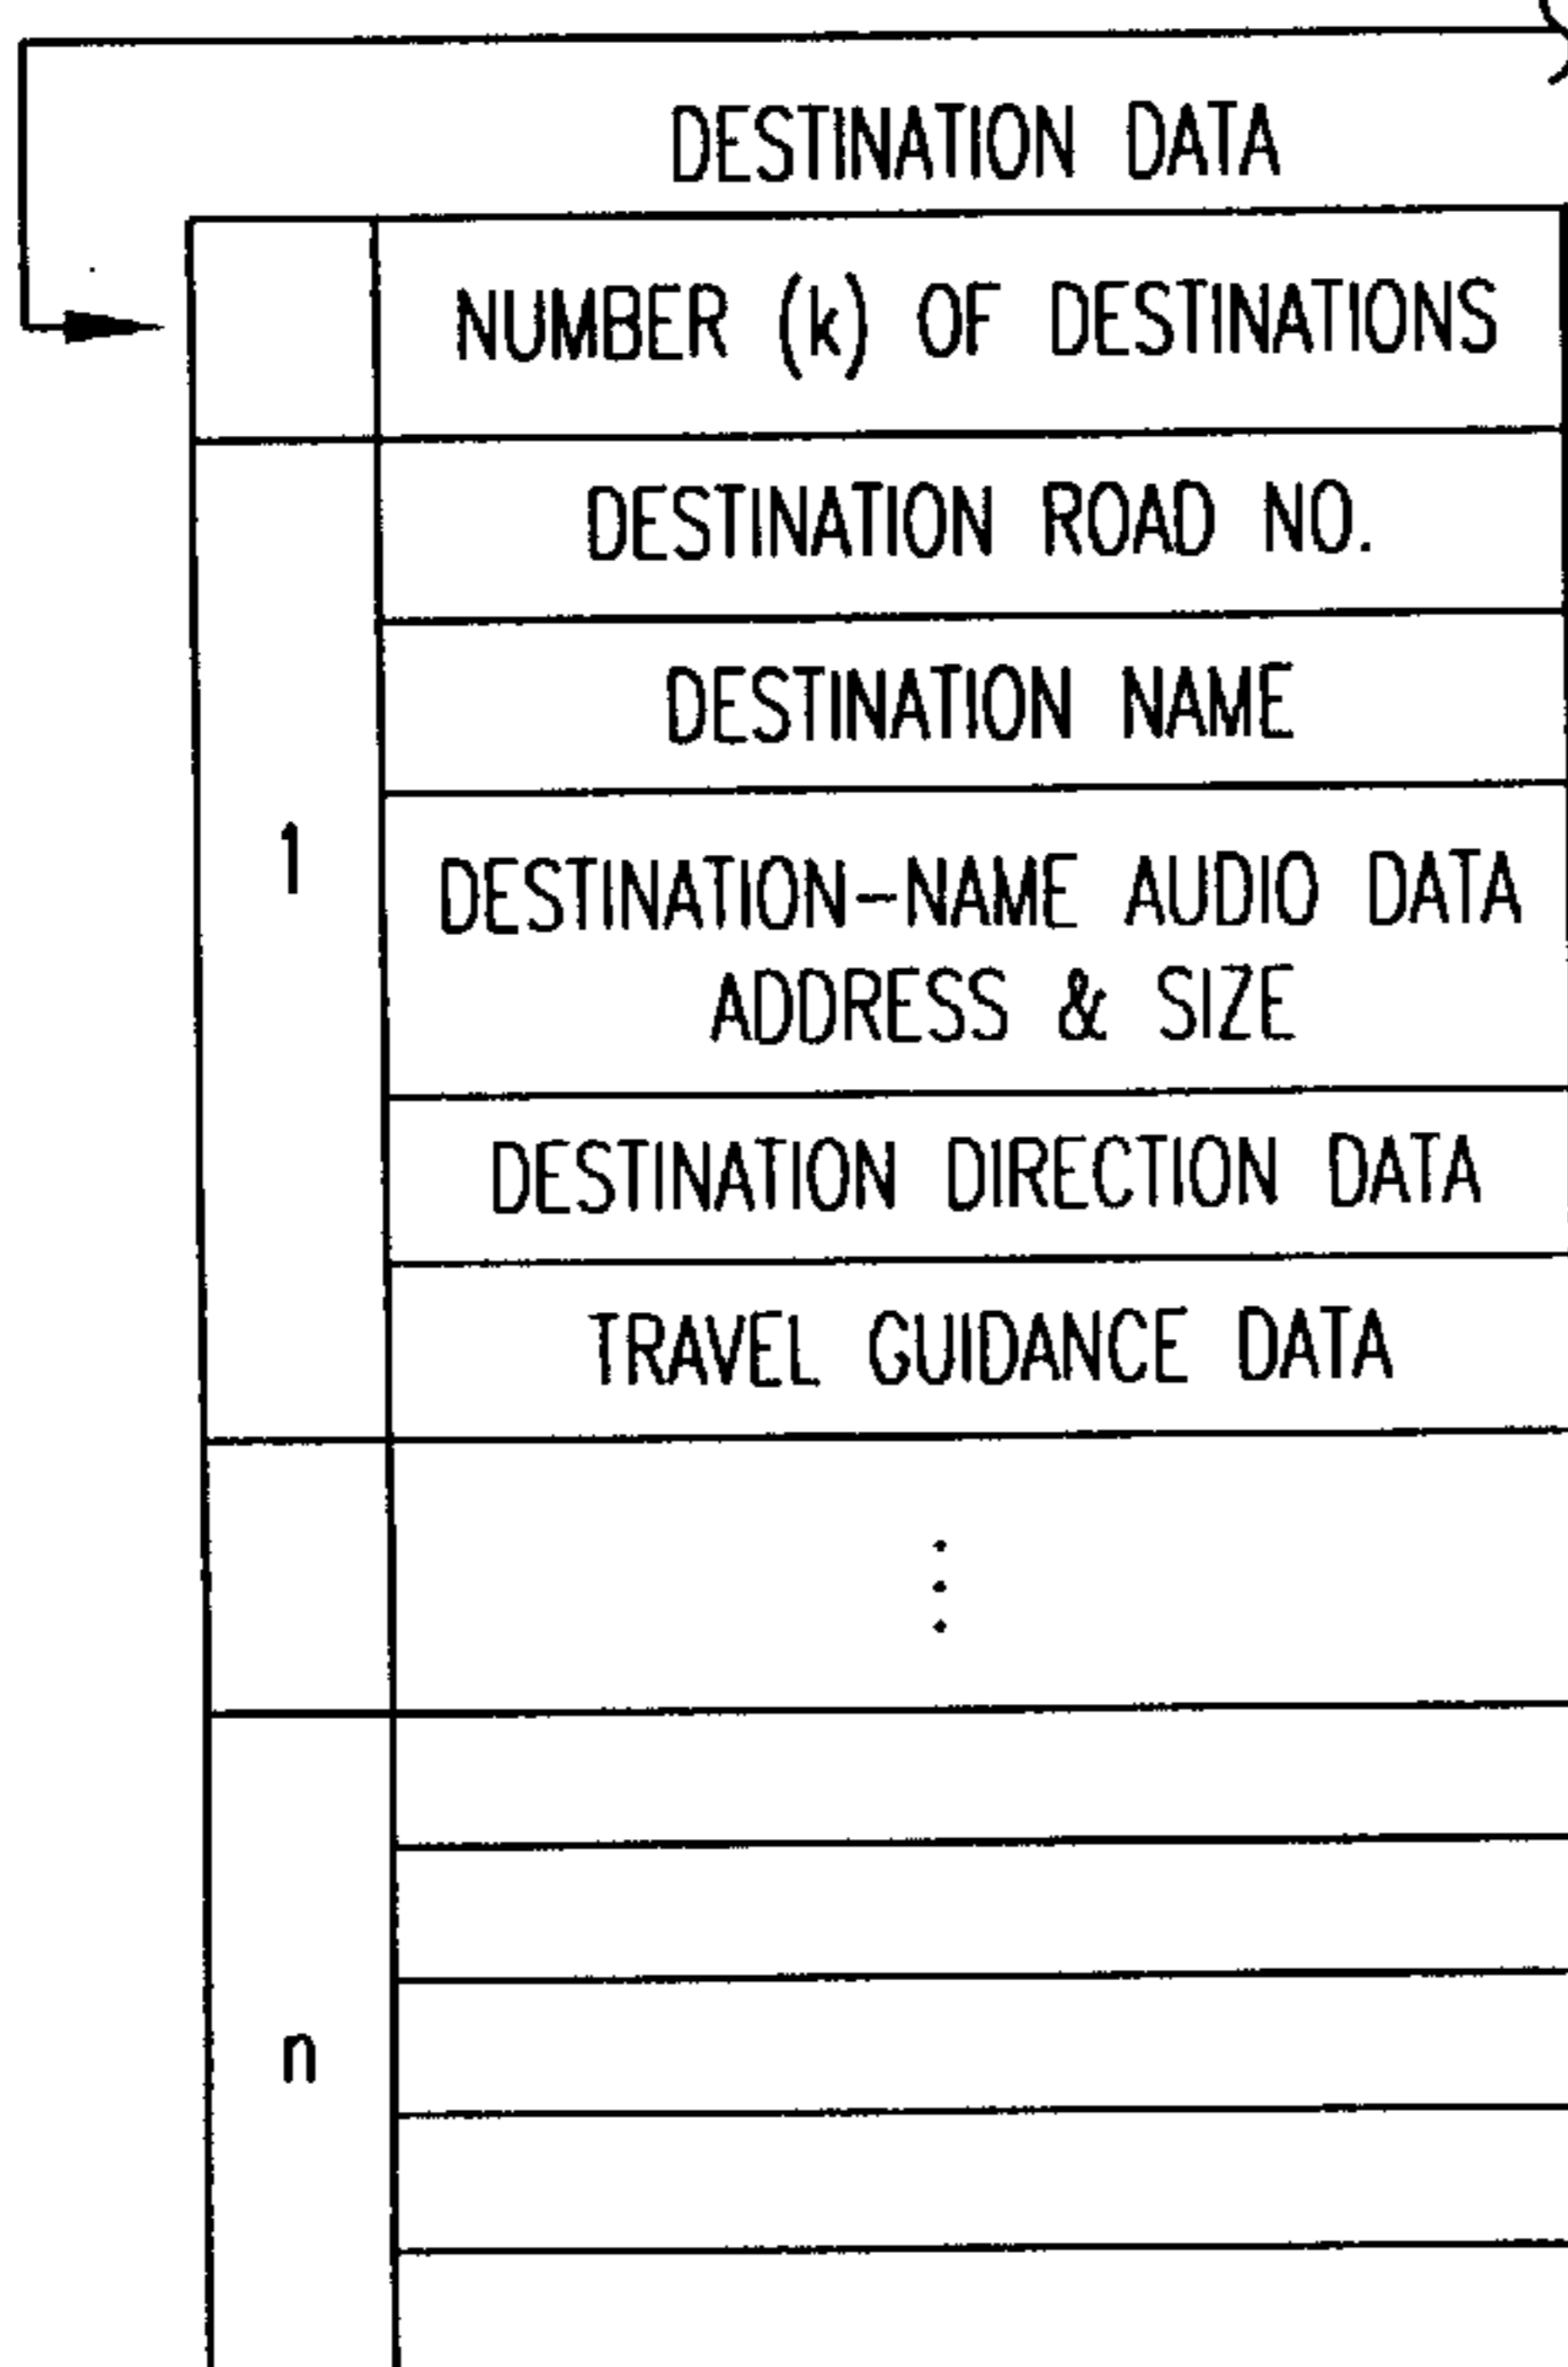 DESTINATION DATA
NUMBER (k) OF DESTINATIONS
DESTINATION ROAD NO.
DESTINATION NAME
1
DESTINATION-NAME AUDIO DATA
ADDRESS & SIZE
DESTINATION DIRECTION DATA
TRAVEL GUIDANCE DATA
n